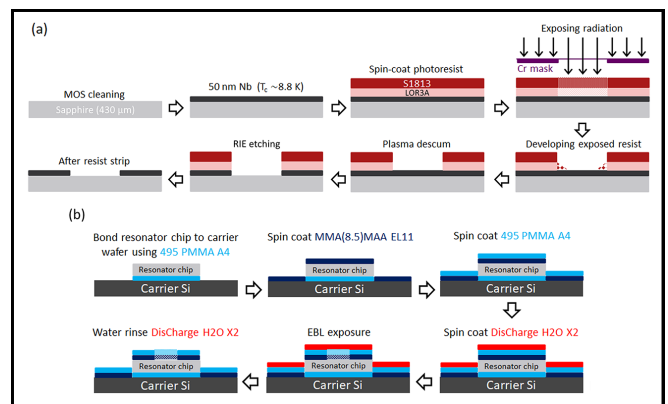 (a)
Exposing radiation
Cr mask
MOS cleaning
Sapphire (430 µm)
50 nm Nb (Tc ~8.8 K)
Spin-coat photoresist
S1813
LOR3A
After resist strip
RIE etching
Plasma descum
Developing exposed resist
(b)
Bond resonator chip to carrier
wafer using 495 PMMA A4
Resonator chip
Carrier Si
Spin coat MMA(8.5)MAA EL11
Resonator chip
Carrier Si
Spin coat 495 PMMA A4
Resonator chip
Carrier Si
Water rinse DisCharge H2O X2
Resonator chip
Carrier Si
EBL exposure
Resonator chip
Carrier Si
Spin coat DisCharge H2O X2
Resonator chip
Carrier Si